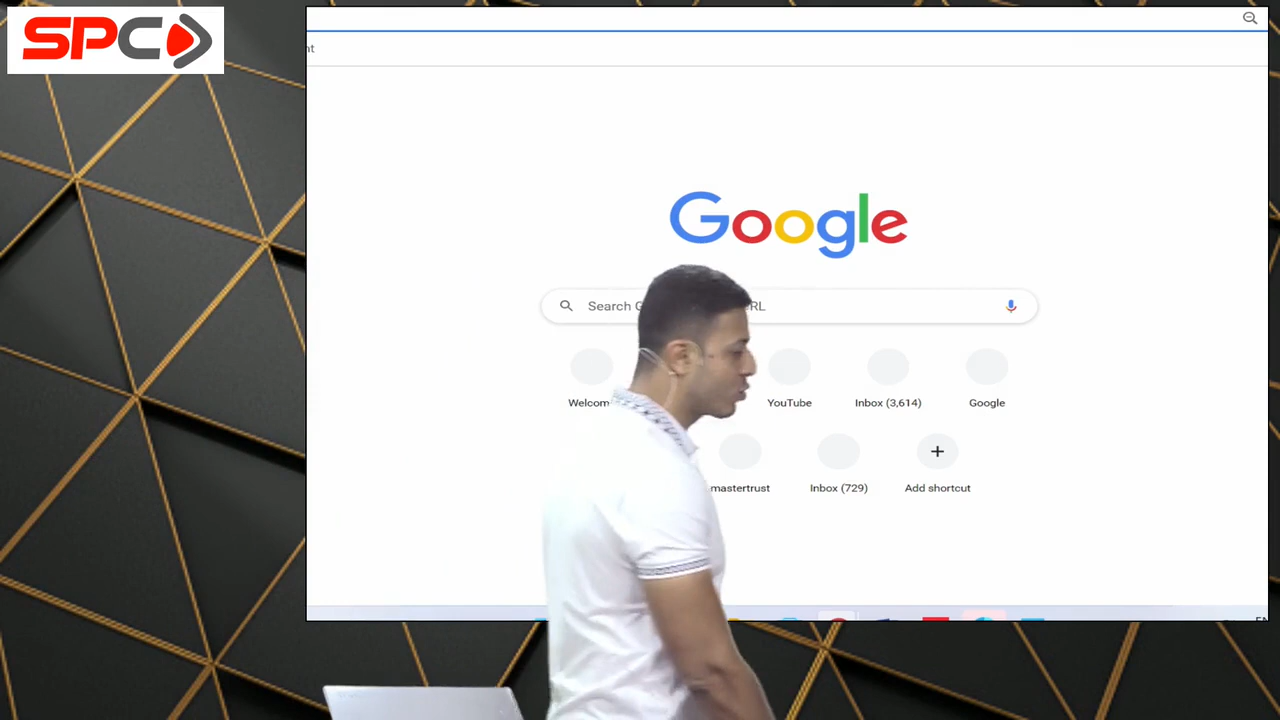 SPC
nt
Google
Search G RL
Welcom YouTube Inbox (3,614) Google
mastertrust Inbox (729) Add shortcut